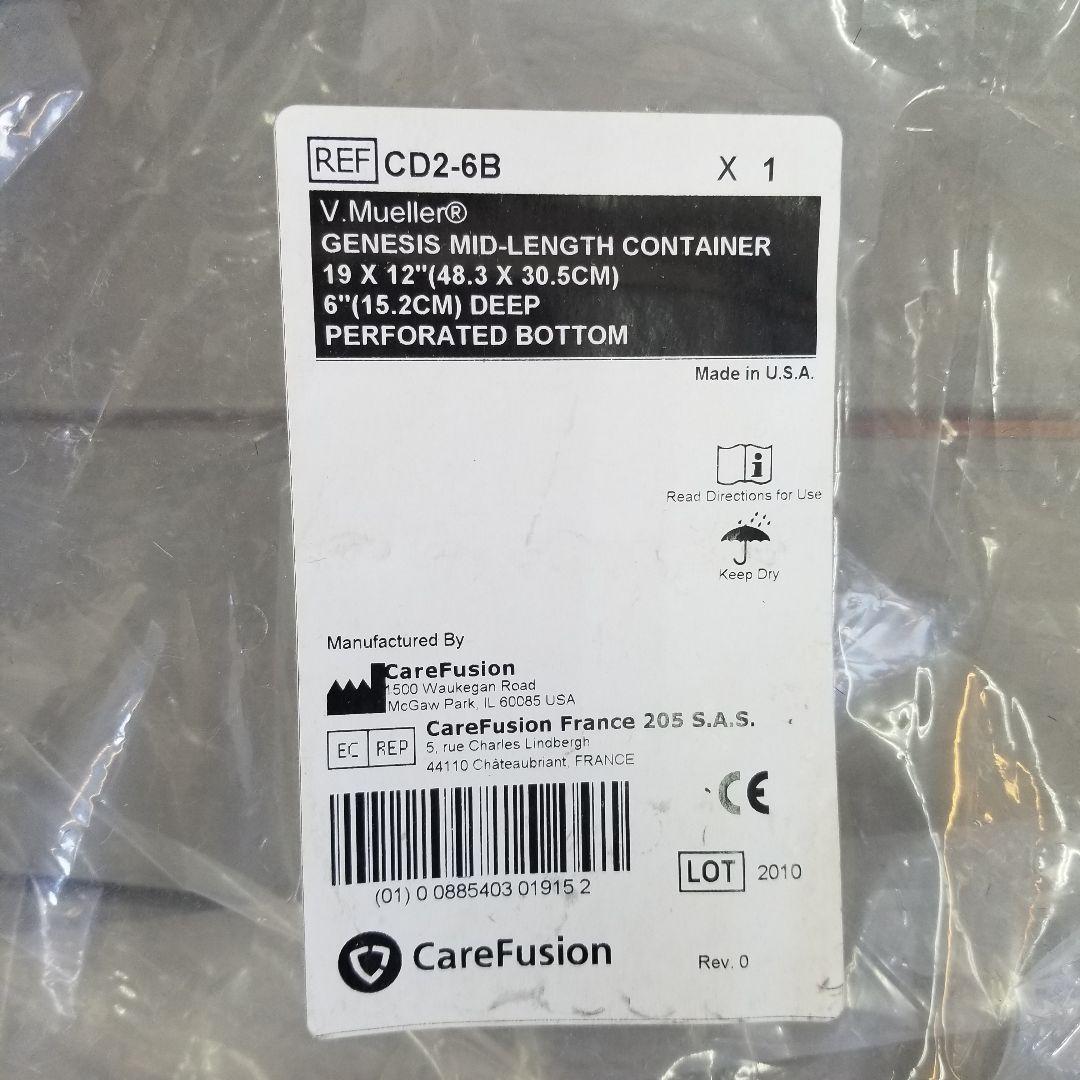 REF CD2-6B X 1
V.Mueller®
GENESIS MID-LENGTH CONTAINER
19 X 12"(48.3 X 30.5CM)
6"(15.2CM) DEEP
PERFORATED BOTTOM
Made in U.S.A.
i
Read Directions for Use
Keep Dry
Manufactured By
CareFusion
1500 Waukegan Road
McGaw Park, IL 60085 USA
EC REP CareFusion France 205 S.A.S.
5, rue Charles Lindbergh
44110 Châteaubriant, FRANCE
CE
(01) 0 0885403 01915 2
LOT 2010
CareFusion
Rev. 0